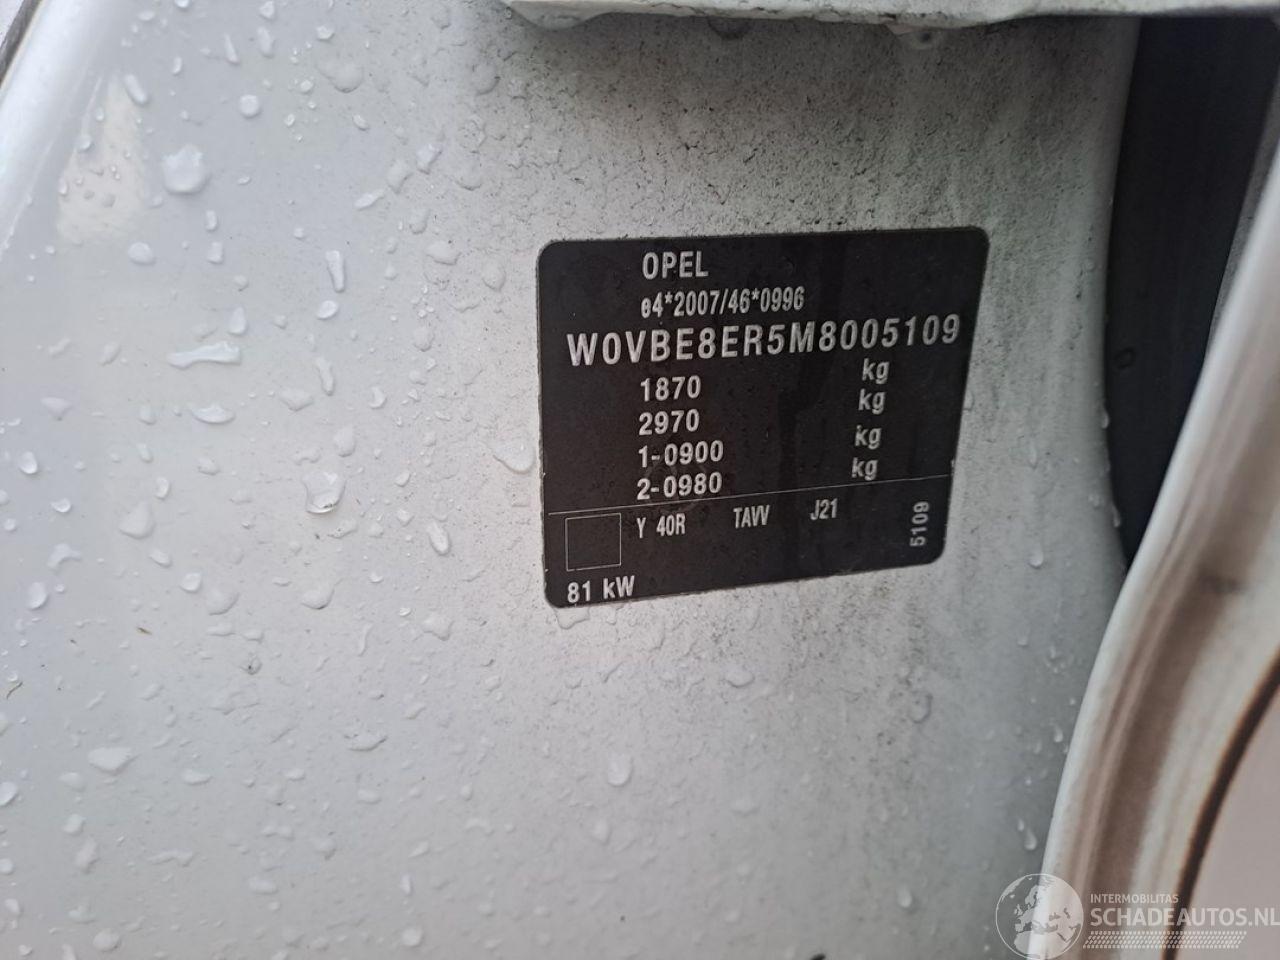 OPEL
e4*2007/46*0996
W0VBE8ER5M8005109
1870 kg
2970 kg
1-0900 kg
2-0980 kg
Y 40R TAVV J21 5109
81 kW
INTERMOBILITAS
SCHADEAUTOS.NL